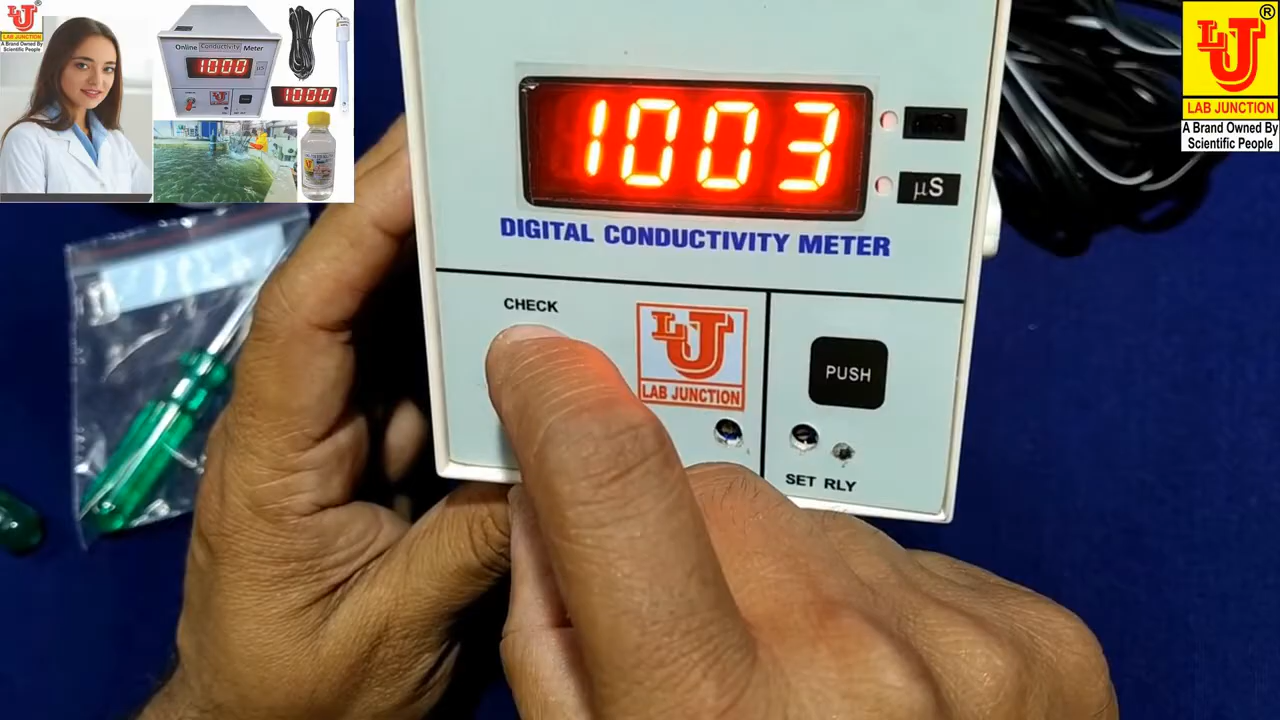 LJ
LAB JUNCTION
A Brand Owned By
Scientific People
Online Conductivity Meter
1000
µS
1000
1003
µS
DIGITAL CONDUCTIVITY METER
CHECK
LJ
LAB JUNCTION
PUSH
SET RLY
LJ
®
LAB JUNCTION
A Brand Owned By
Scientific People